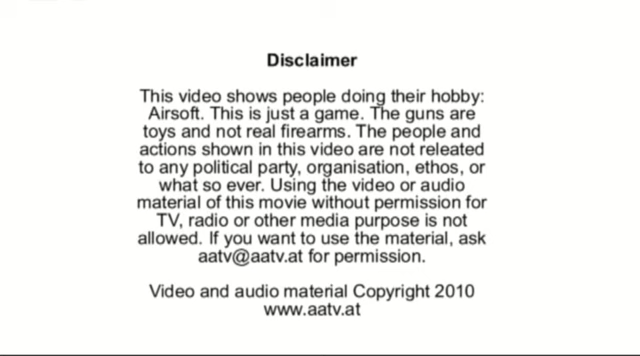 Disclaimer
This video shows people doing their hobby:
Airsoft. This is just a game. The guns are
toys and not real firearms. The people and
actions shown in this video are not releated
to any political party, organisation, ethos, or
what so ever. Using the video or audio
material of this movie without permission for
TV, radio or other media purpose is not
allowed. If you want to use the material, ask
aatv@aatv.at for permission.
Video and audio material Copyright 2010
www.aatv.at